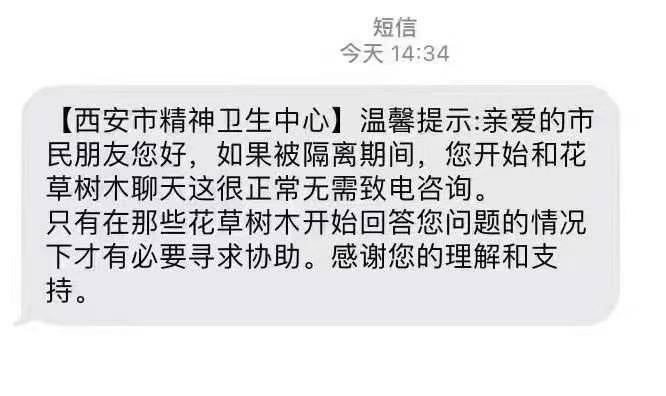 短信
今天 14:34
【西安市精神卫生中心】温馨提示:亲爱的市
民朋友您好，如果被隔离期间，您开始和花
草树木聊天这很正常无需致电咨询。
只有在那些花草树木开始回答您问题的情况
下才有必要寻求协助。感谢您的理解和支
持。